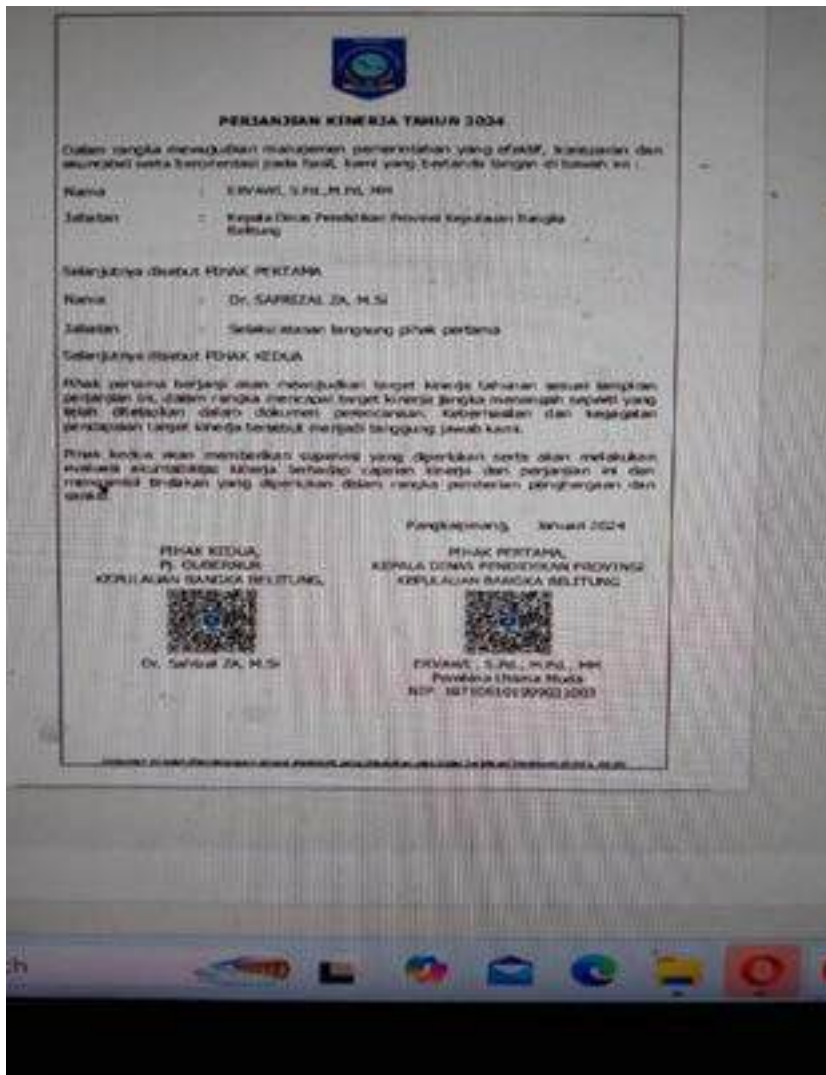 PERJANJIAN KINERJA TAHUN 2024
Dalam rangka mewujudkan manajemen pemerintahan yang efektif, transparan dan
akuntabel serta berorientasi pada hasil, kami yang bertanda tangan di bawah ini :
Nama : ERVAWI, S.Pd.,M.Pd, MM
Jabatan : Kepala Dinas Pendidikan Provinsi Kepulauan Bangka
Belitung
Selanjutnya disebut PIHAK PERTAMA
Nama : Dr. SAFRIZAL ZA, M.Si
Jabatan : Selaku atasan langsung pihak pertama
Selanjutnya disebut PIHAK KEDUA
Pihak pertama berjanji akan mewujudkan target kinerja tahunan sesuai lampiran
perjanjian ini, dalam rangka mencapai target kinerja jangka menengah seperti yang
telah ditetapkan dalam dokumen perencanaan. Keberhasilan dan kegagalan
pencapaian target kinerja tersebut menjadi tanggung jawab kami.
Pihak kedua akan memberikan supervisi yang diperlukan serta akan melakukan
evaluasi akuntabilitas kinerja terhadap capaian kinerja dari perjanjian ini dan
mengambil tindakan yang diperlukan dalam rangka pemberian penghargaan dan
sanksi.
Pangkalpinang, Januari 2024
PIHAK KEDUA,
Pj. GUBERNUR
KEPULAUAN BANGKA BELITUNG,
Dr. Safrizal ZA, M.Si
PIHAK PERTAMA,
KEPALA DINAS PENDIDIKAN PROVINSI
KEPULAUAN BANGKA BELITUNG
ERVAWI , S.Pd., M.Pd., MM
Pembina Utama Muda
NIP.